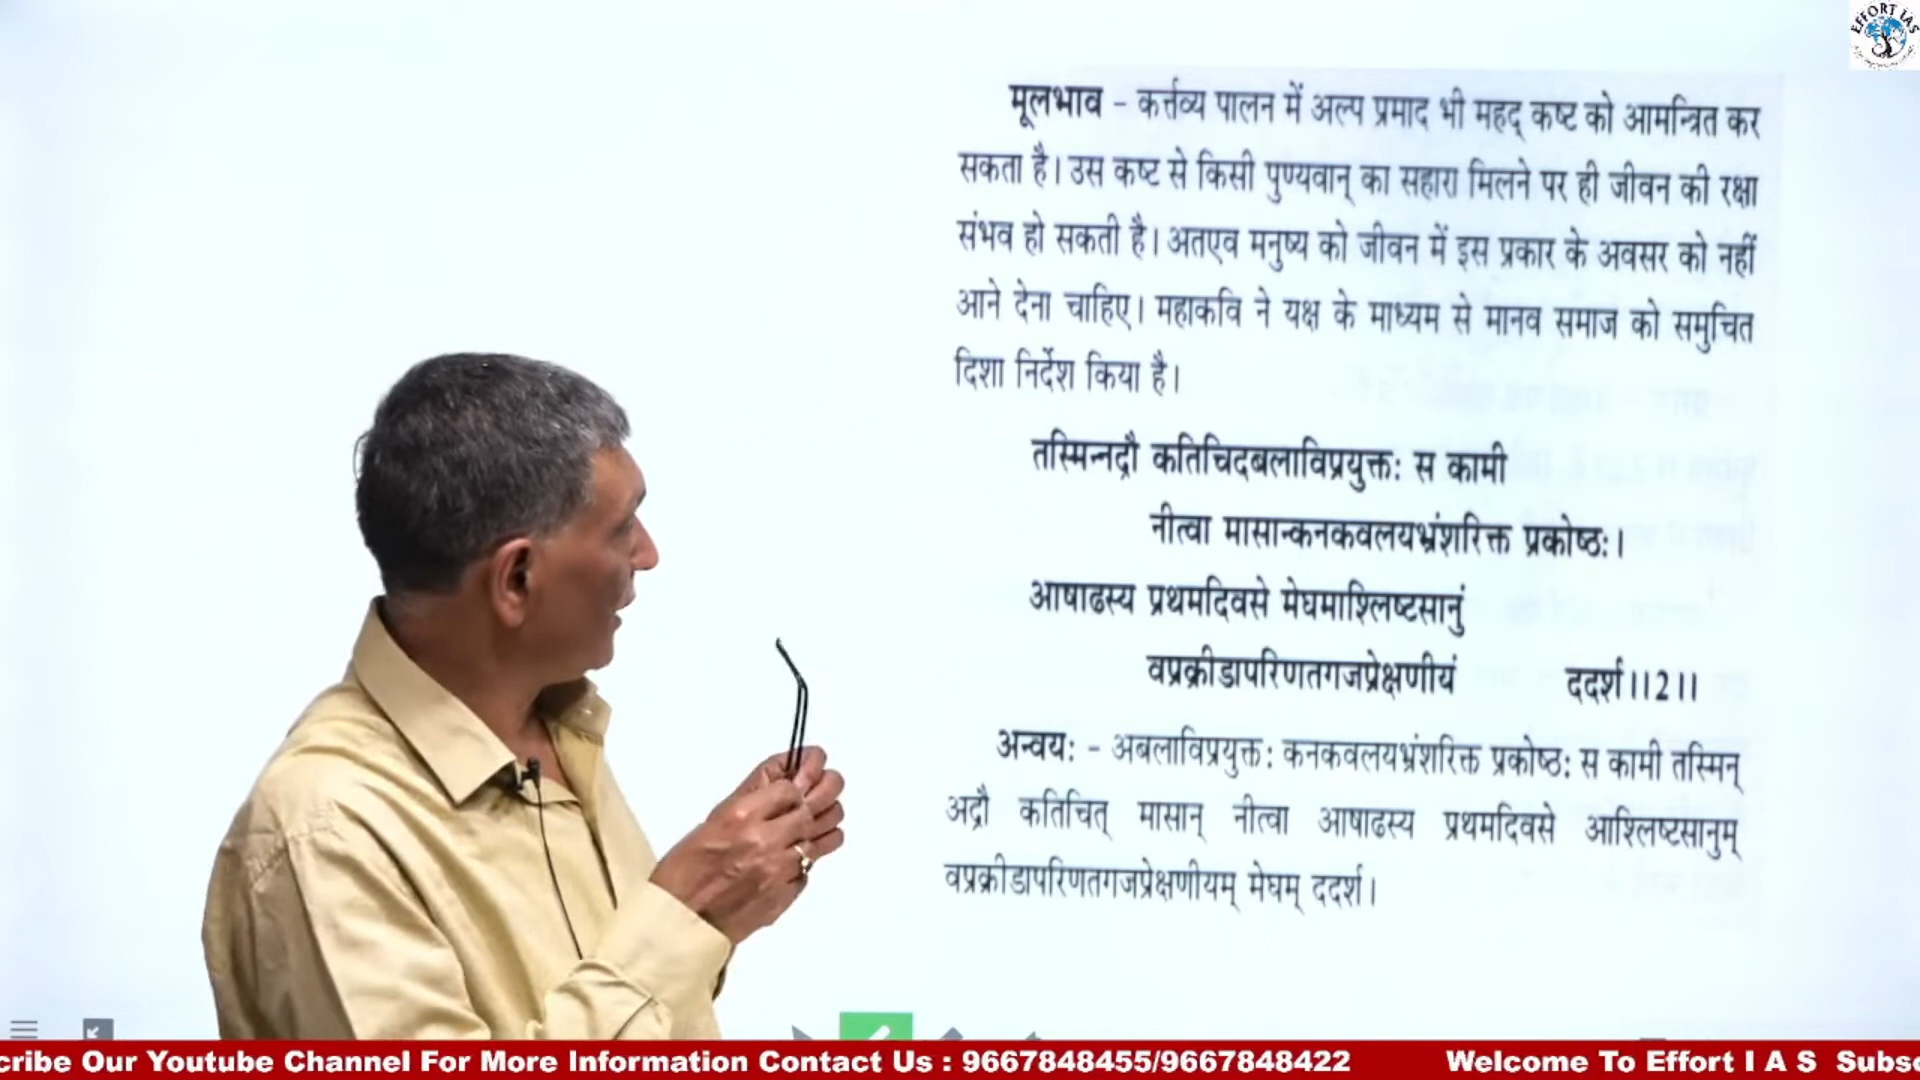 EFFORT IAS
मूलभाव - कर्त्तव्य पालन में अल्प प्रमाद भी महद् कष्ट को आमन्त्रित कर
सकता है। उस कष्ट से किसी पुण्यवान् का सहारा मिलने पर ही जीवन की रक्षा
संभव हो सकती है। अतएव मनुष्य को जीवन में इस प्रकार के अवसर को नहीं
आने देना चाहिए। महाकवि ने यक्ष के माध्यम से मानव समाज को समुचित
दिशा निर्देश किया है।
तस्मिन्नद्रौ कतिचिदबलाविप्रयुक्तः स कामी
नीत्वा मासान्कनकवलयभ्रंशरिक्त प्रकोष्ठः।
आषाढस्य प्रथमदिवसे मेघमाश्लिष्टसानुं
वप्रक्रीडापरिणतगजप्रेक्षणीयं ददर्श।।2।।
अन्वयः - अबलाविप्रयुक्तः कनकवलयभ्रंशरिक्त प्रकोष्ठः स कामी तस्मिन्
अद्रौ कतिचित् मासान् नीत्वा आषाढस्य प्रथमदिवसे आश्लिष्टसानुम्
वप्रक्रीडापरिणतगजप्रेक्षणीयम् मेघम् ददर्श।
cribe Our Youtube Channel For More Information Contact Us : 9667848455/9667848422 Welcome To Effort I A S Subsc